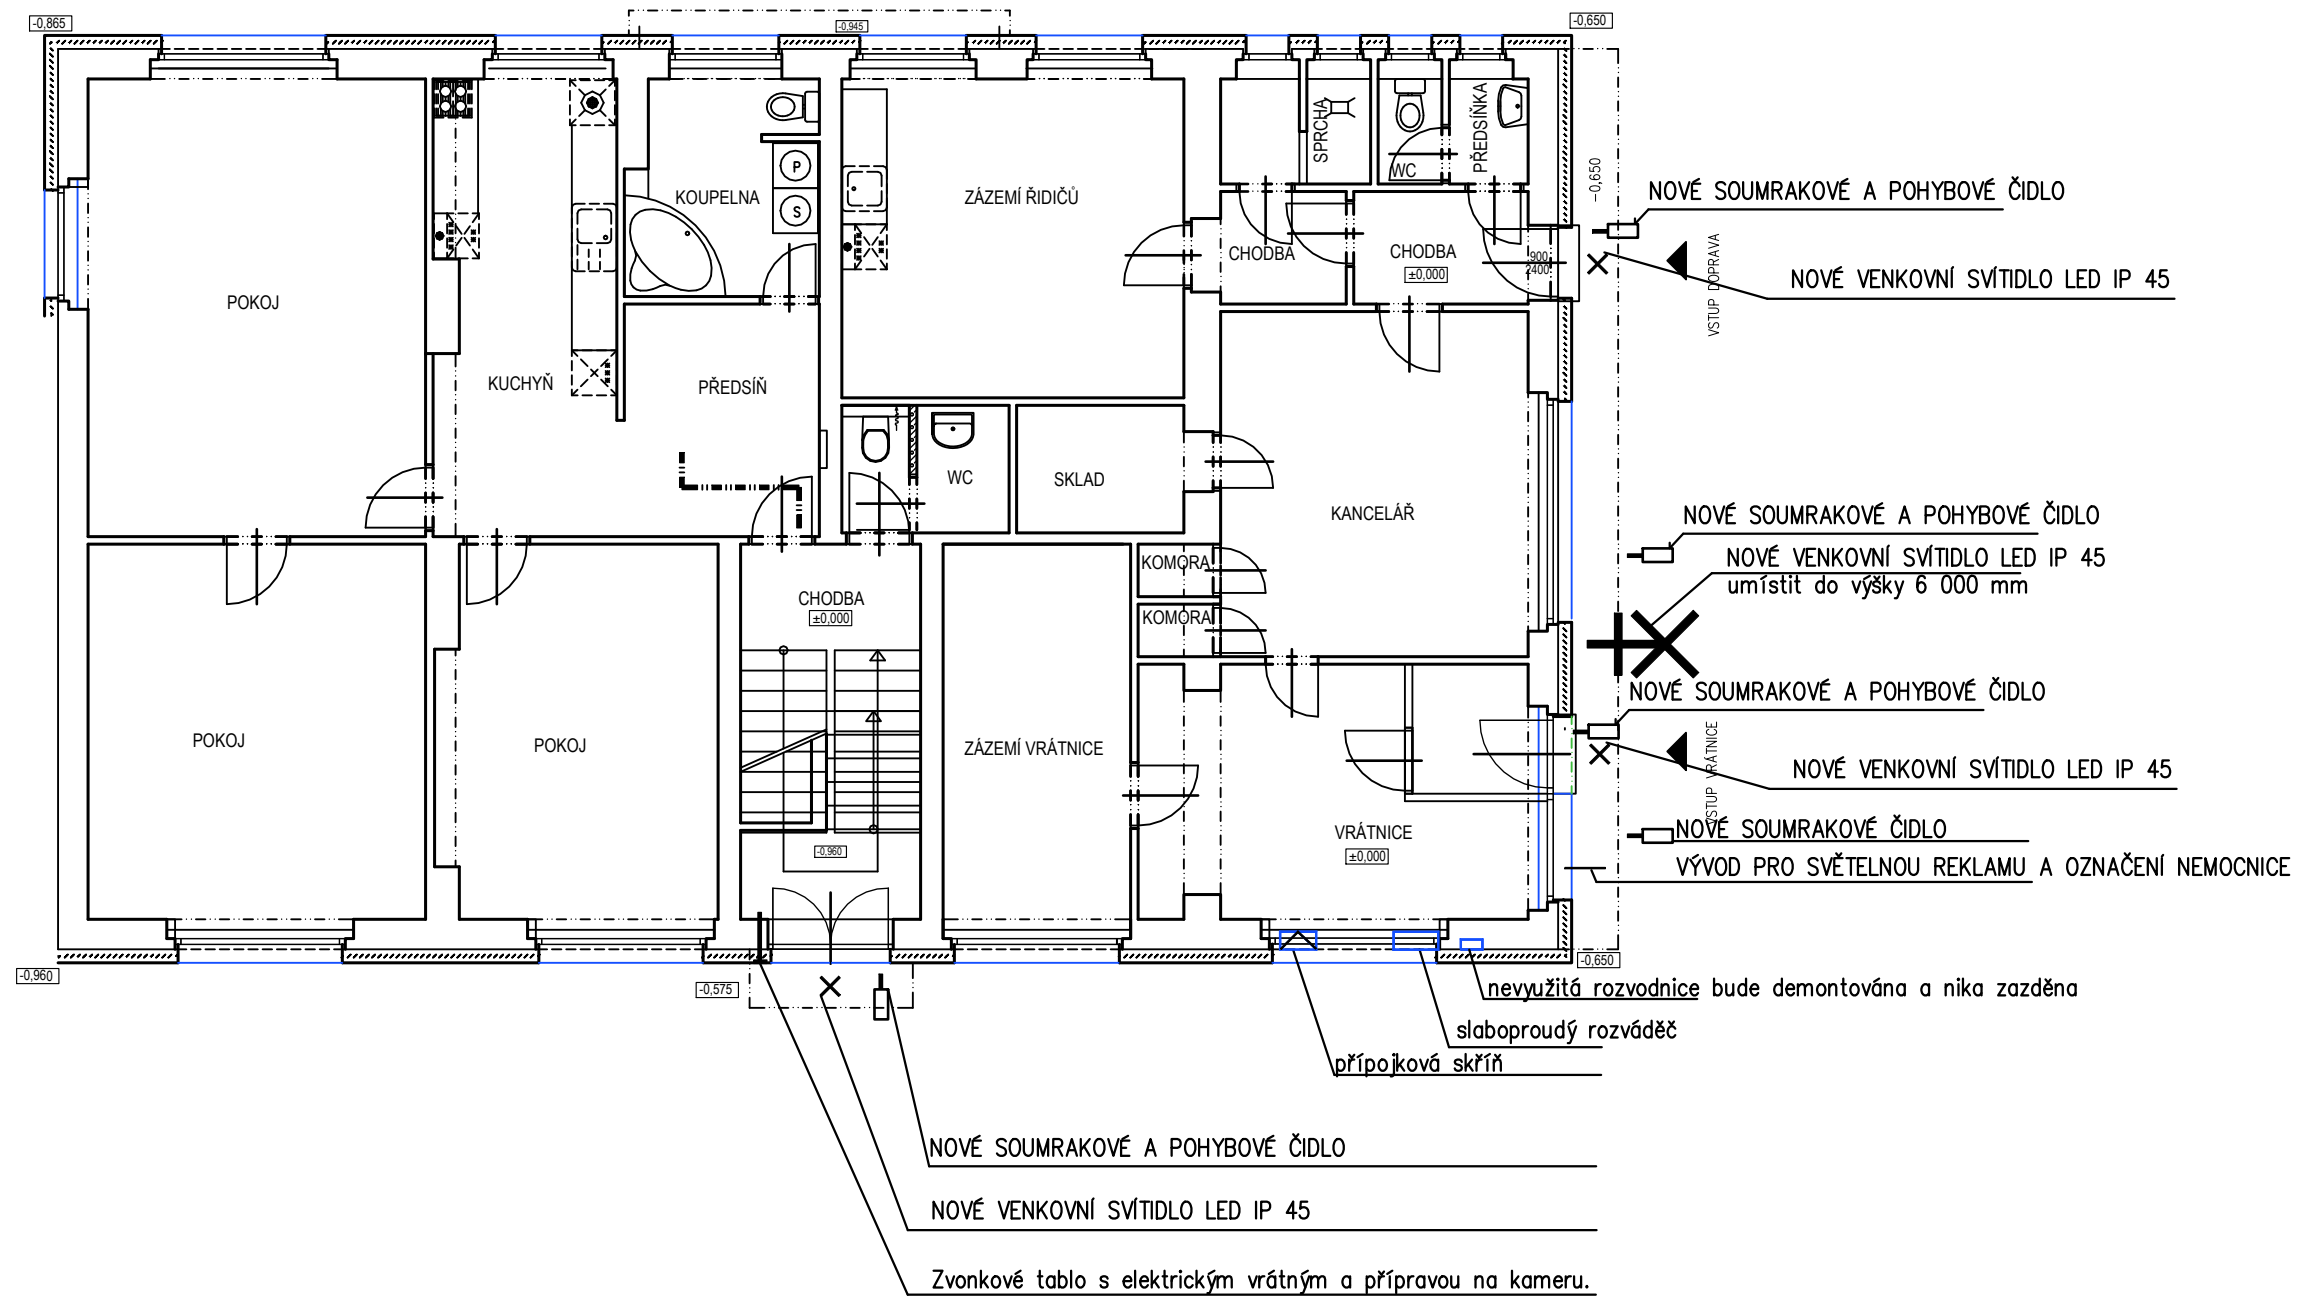 -0,865
-0,945
-0,650
SPRCHA
WC
PŘEDSÍŇKA
-0,650
P
S
KOUPELNA
ZÁZEMÍ ŘIDIČŮ
CHODBA
CHODBA
±0,000
900
2400
NOVÉ SOUMRAKOVÉ A POHYBOVÉ ČIDLO
VSTUP DOPRAVA
NOVÉ VENKOVNÍ SVÍTIDLO LED IP 45
POKOJ
KUCHYŇ
PŘEDSÍŇ
WC
SKLAD
KANCELÁŘ
NOVÉ SOUMRAKOVÉ A POHYBOVÉ ČIDLO
NOVÉ VENKOVNÍ SVÍTIDLO LED IP 45
umístit do výšky 6 000 mm
KOMORA
KOMORA
CHODBA
±0,000
NOVÉ SOUMRAKOVÉ A POHYBOVÉ ČIDLO
POKOJ
POKOJ
ZÁZEMÍ VRÁTNICE
VSTUP VRÁTNICE
NOVÉ VENKOVNÍ SVÍTIDLO LED IP 45
VRÁTNICE
±0,000
-0,960
NOVÉ SOUMRAKOVÉ ČIDLO
VÝVOD PRO SVĚTELNOU REKLAMU A OZNAČENÍ NEMOCNICE
-0,960
-0,575
-0,650
nevyužitá rozvodnice bude demontována a nika zazděna
slaboproudý rozváděč
přípojková skříň
NOVÉ SOUMRAKOVÉ A POHYBOVÉ ČIDLO
NOVÉ VENKOVNÍ SVÍTIDLO LED IP 45
Zvonkové tablo s elektrickým vrátným a přípravou na kameru.